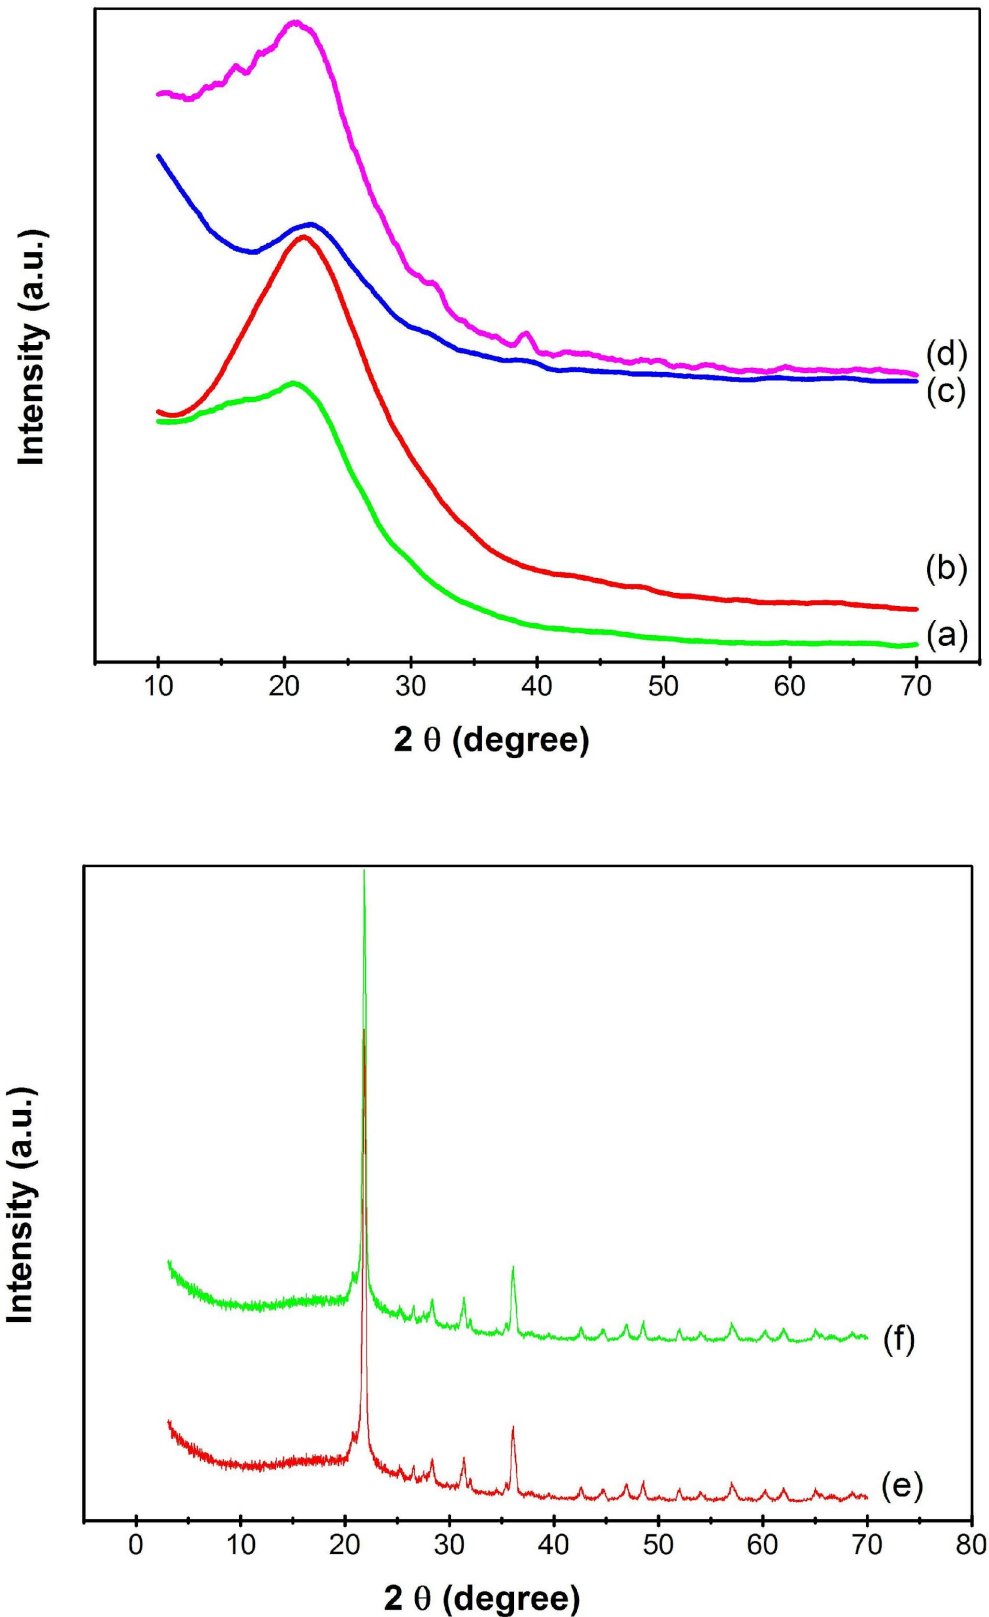 Intensity (a.u.)
(d)
(c)
(b)
(a)
10 20 30 40 50 60 70
2 θ (degree)
Intensity (a.u.)
(f)
(e)
0 10 20 30 40 50 60 70 80
2 θ (degree)